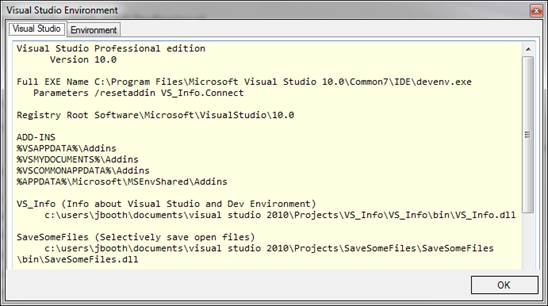 Visual Studio Environment
Visual Studio Environment
Visual Studio Professional edition
Version 10.0
Full EXE Name C:\Program Files\Microsoft Visual Studio 10.0\Common7\IDE\devenv.exe
Parameters /resetaddin VS_Info.Connect
Registry Root Software\Microsoft\VisualStudio\10.0
ADD-INS
%VSAPPDATA%\Addins
%VSMYDOCUMENTS%\Addins
%VSCOMMONAPPDATA%\Addins
%APPDATA%\Microsoft\MSEnvShared\Addins
VS_Info (Info about Visual Studio and Dev Environment)
c:\users\jbooth\documents\visual studio 2010\Projects\VS_Info\VS_Info\bin\VS_Info.dll
SaveSomeFiles (Selectively save open files)
c:\users\jbooth\documents\visual studio 2010\Projects\SaveSomeFiles\SaveSomeFiles
\bin\SaveSomeFiles.dll
OK